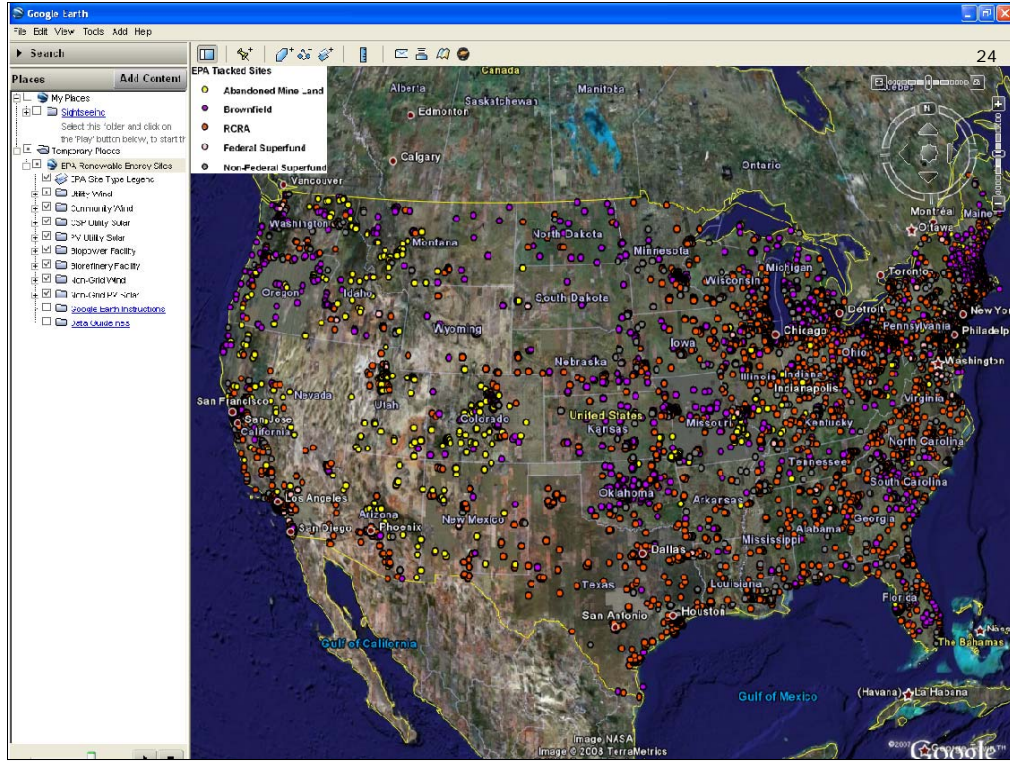 Google Earth
File Edit View Tools Add Help
Search
24
Places
Add Content
My Places
Sightseeing
Select this folder and click on
the 'Play' button below, to start th
Temporary Places
EPA Renewable Energy Sites
EPA Site Type Legend
Utility Wind
Community Wind
CSP Utility Solar
PV Utility Solar
Biopower Facility
Biorefinery Facility
Non-Grid Wind
Non-Grid PV Solar
Google Earth Instructions
Data Guidelines
EPA Tracked Sites
Abandoned Mine Land
Brownfield
RCRA
Federal Superfund
Non-Federal Superfund
Canada
Alberta
Saskatchewan
Manitoba
Edmonton
Calgary
Ontario
Vancouver
N
Montréal
Maine
Ottawa
Washington
Montana
North Dakota
Minnesota
Toronto
Michigan
Wisconsin
Oregon
Idaho
South Dakota
Detroit
New Yor
Wyoming
Chicago
Pennsylvania
Philadelp
Iowa
Ohio
Nebraska
Washington
Illinois
Indiana
Indianapolis
San Francisco
Nevada
Utah
Colorado
United States
Kansas
Missouri
Kentucky
Virginia
San Jose
California
North Carolina
Tennessee
Los Angeles
Oklahoma
Arkansas
South Carolina
Arizona
New Mexico
San Diego
Phoenix
Alabama
Georgia
Mississippi
Dallas
Texas
Louisiana
Florida
San Antonio
Houston
Nass
The Bahamas
Gulf of California
Gulf of Mexico
(Havana)
La Habana
Image NASA
Image © 2008 TerraMetrics
©2007
Google